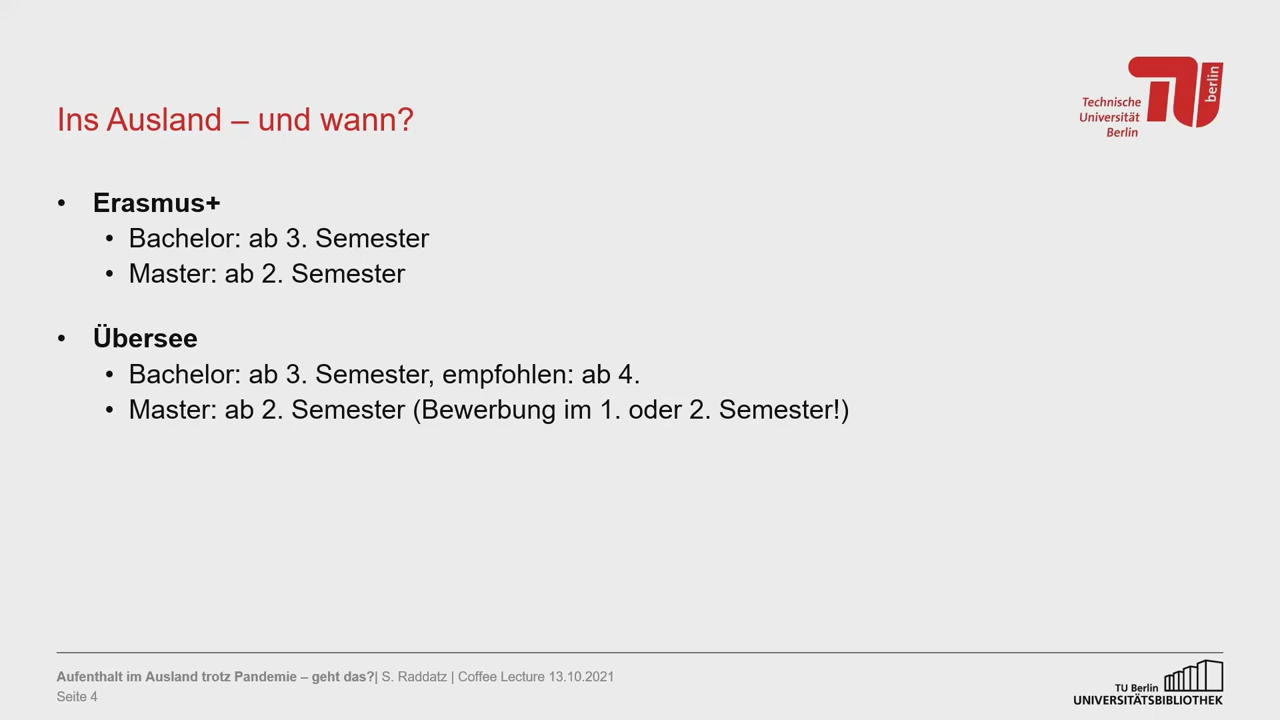 Ins Ausland – und wann?
Technische
Universität
Berlin
berlin
• Erasmus+
• Bachelor: ab 3. Semester
• Master: ab 2. Semester
• Übersee
• Bachelor: ab 3. Semester, empfohlen: ab 4.
• Master: ab 2. Semester (Bewerbung im 1. oder 2. Semester!)
Aufenthalt im Ausland trotz Pandemie – geht das?| S. Raddatz | Coffee Lecture 13.10.2021
Seite 4
TU Berlin
UNIVERSITÄTSBIBLIOTHEK